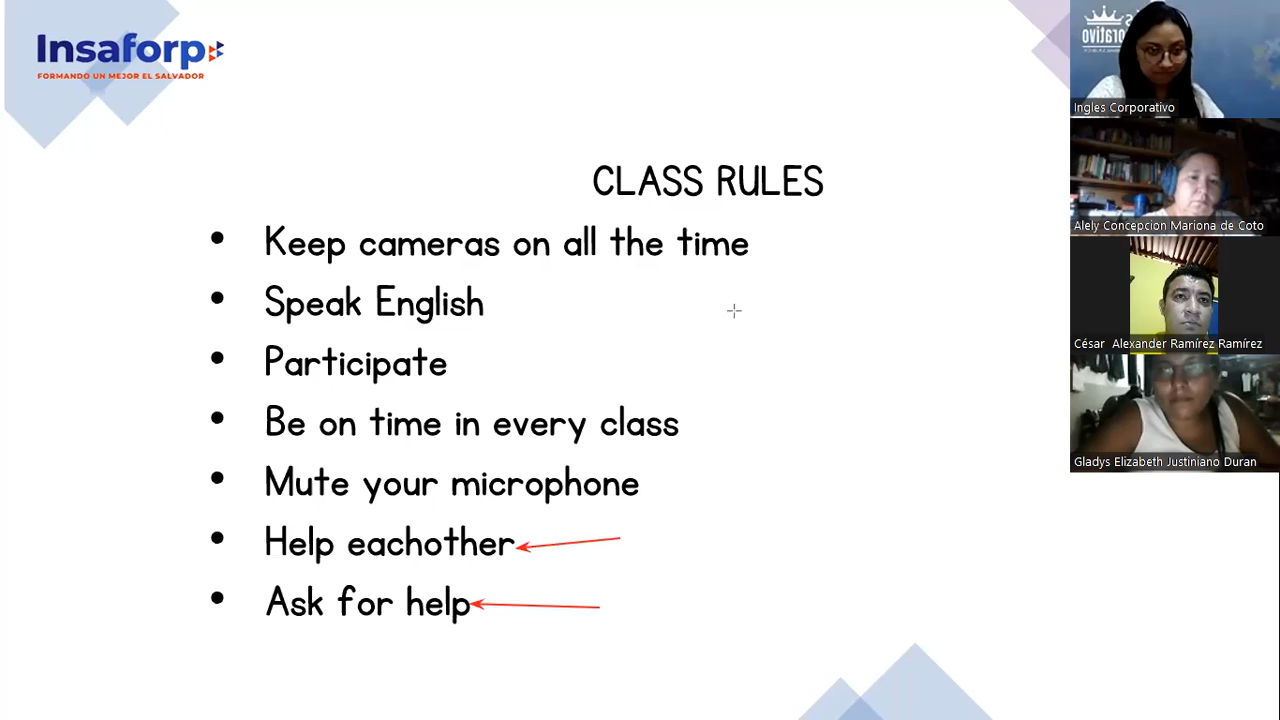 Insaforp
FORMANDO UN MEJOR EL SALVADOR
CLASS RULES
• Keep cameras on all the time
• Speak English
• Participate
• Be on time in every class
• Mute your microphone
• Help eachother
• Ask for help
Ingles Corporativo
Alely Concepcion Mariona de Coto
César Alexander Ramírez Ramírez
Gladys Elizabeth Justiniano Duran